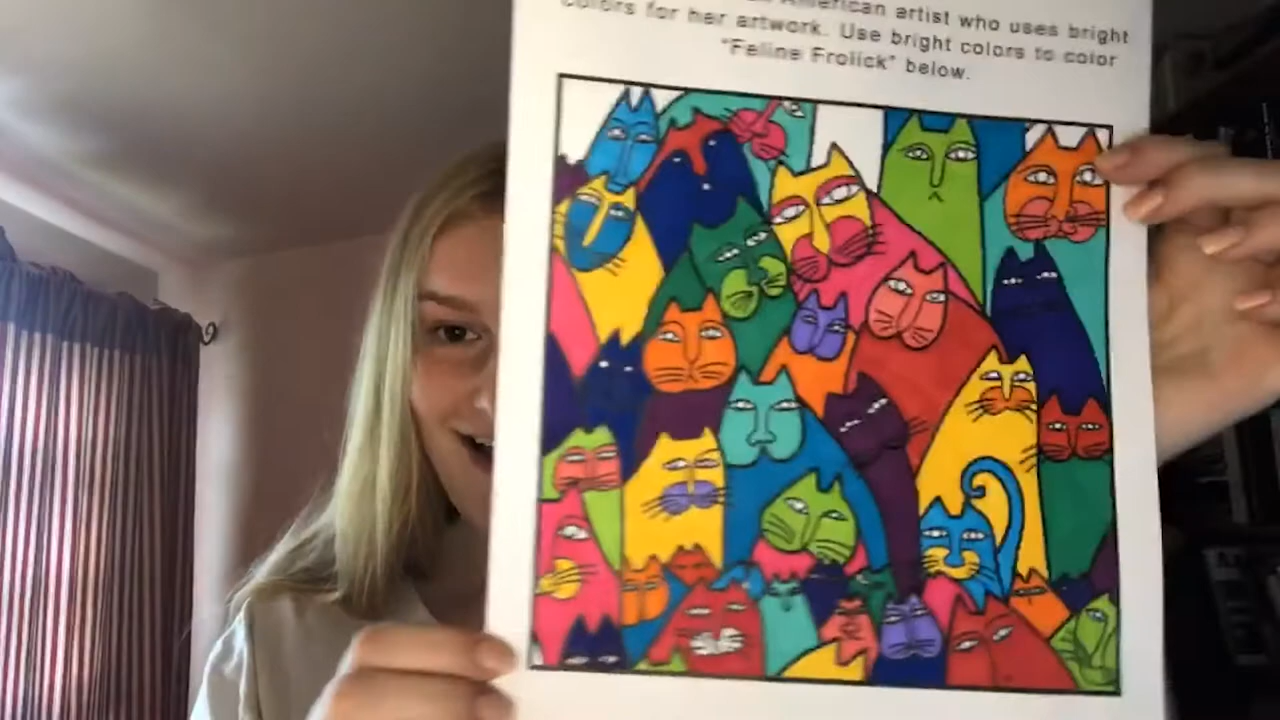 American artist who uses bright
colors for her artwork. Use bright colors to color
"Feline Frolick" below.